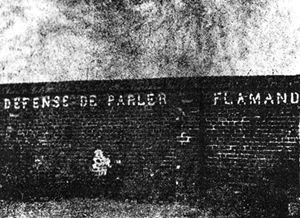 DEFENSE DE PARLER FLAMAND